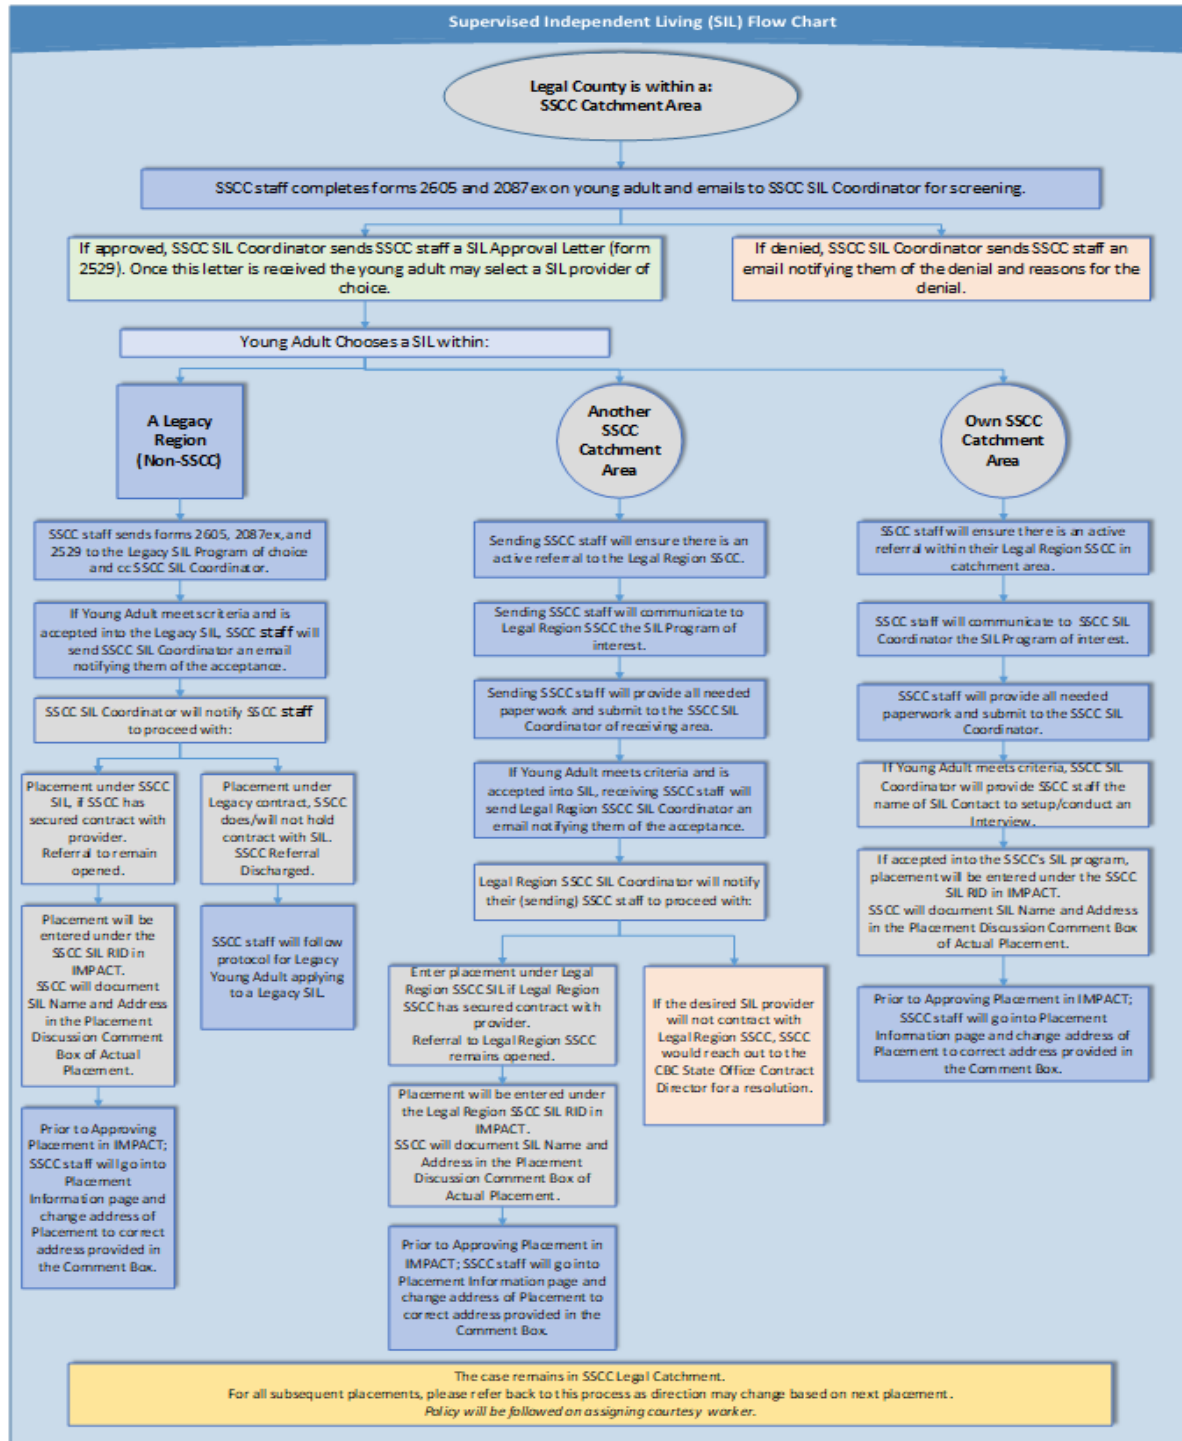 Supervised Independent Living (SIL) Flow Chart
Legal County is within a:
SSCC Catchment Area
SSCC staff completes forms 2605 and 2087ex on young adult and emails to SSCC SIL Coordinator for screening.
If approved, SSCC SIL Coordinator sends SSCC staff a SIL Approval Letter (form
2529). Once this letter is received the young adult may select a SIL provider of
choice.
If denied, SSCC SIL Coordinator sends SSCC staff an
email notifying them of the denial and reasons for the
denial.
Young Adult Chooses a SIL within:
A Legacy
Region
(Non-SSCC)
SSCC staff sends forms 2605, 2087ex, and
2529 to the Legacy SIL Program of choice
and cc SSCC SIL Coordinator.
If Young Adult meets criteria and is
accepted into the Legacy SIL, SSCC staff will
send SSCC SIL Coordinator an email
notifying them of the acceptance.
SSCC SIL Coordinator will notify SSCC staff
to proceed with:
Placement under SSCC
SIL, if SSCC has
secured contract with
provider.
Referral to remain
opened.
Placement will be
entered under the
SSCC SIL RID in
IMPACT.
SSCC will document
SIL Name and Address
in the Placement
Discussion Comment
Box of Actual
Placement.
Prior to Approving
Placement in IMPACT;
SSCC staff will go into
Placement
Information page and
change address of
Placement to correct
address provided in
the Comment Box.
Placement under
Legacy contract, SSCC
does/will not hold
contract with SIL.
SSCC Referral
Discharged.
SSCC staff will follow
protocol for Legacy
Young Adult applying
to a Legacy SIL.
Another
SSCC
Catchment
Area
Sending SSCC staff will ensure there is an
active referral to the Legal Region SSCC.
Sending SSCC staff will communicate to
Legal Region SSCC the SIL Program of
interest.
Sending SSCC staff will provide all needed
paperwork and submit to the SSCC SIL
Coordinator of receiving area.
If Young Adult meets criteria and is
accepted into SIL, receiving SSCC staff will
send Legal Region SSCC SIL Coordinator an
email notifying them of the acceptance.
Legal Region SSCC SIL Coordinator will notify
their (sending) SSCC staff to proceed with:
Enter placement under Legal
Region SSCC SIL if Legal Region
SSCC has secured contract with
provider.
Referral to Legal Region SSCC
remains opened.
Placement will be entered under
the Legal Region SSCC SIL RID in
IMPACT.
SSCC will document SIL Name and
Address in the Placement
Discussion Comment Box of
Actual Placement.
Prior to Approving Placement in
IMPACT; SSCC staff will go into
Placement Information page and
change address of Placement to
correct address provided in the
Comment Box.
If the desired SIL provider
will not contract with
Legal Region SSCC, SSCC
would reach out to the
CBC State Office Contract
Director for a resolution.
Own SSCC
Catchment
Area
SSCC staff will ensure there is an active
referral within their Legal Region SSCC in
catchment area.
SSCC staff will communicate to SSCC SIL
Coordinator the SIL Program of interest.
SSCC staff will provide all needed
paperwork and submit to the SSCC SIL
Coordinator.
If Young Adult meets criteria, SSCC SIL
Coordinator will provide SSCC staff the
name of SIL Contact to setup/conduct an
Interview.
If accepted into the SSCC's SIL program,
placement will be entered under the SSCC
SIL RID in IMPACT.
SSCC will document SIL Name and Address
in the Placement Discussion Comment Box
of Actual Placement.
Prior to Approving Placement in IMPACT;
SSCC staff will go into Placement
Information page and change address of
Placement to correct address provided in
the Comment Box.
The case remains in SSCC Legal Catchment.
For all subsequent placements, please refer back to this process as direction may change based on next placement.
Policy will be followed on assigning courtesy worker.